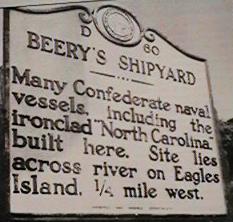 D
60
BEERY'S SHIPYARD
Many Confederate naval
vessels, including the
ironclad "North Carolina"
built here. Site lies
across river on Eagles
Island, 1/4 mile west.